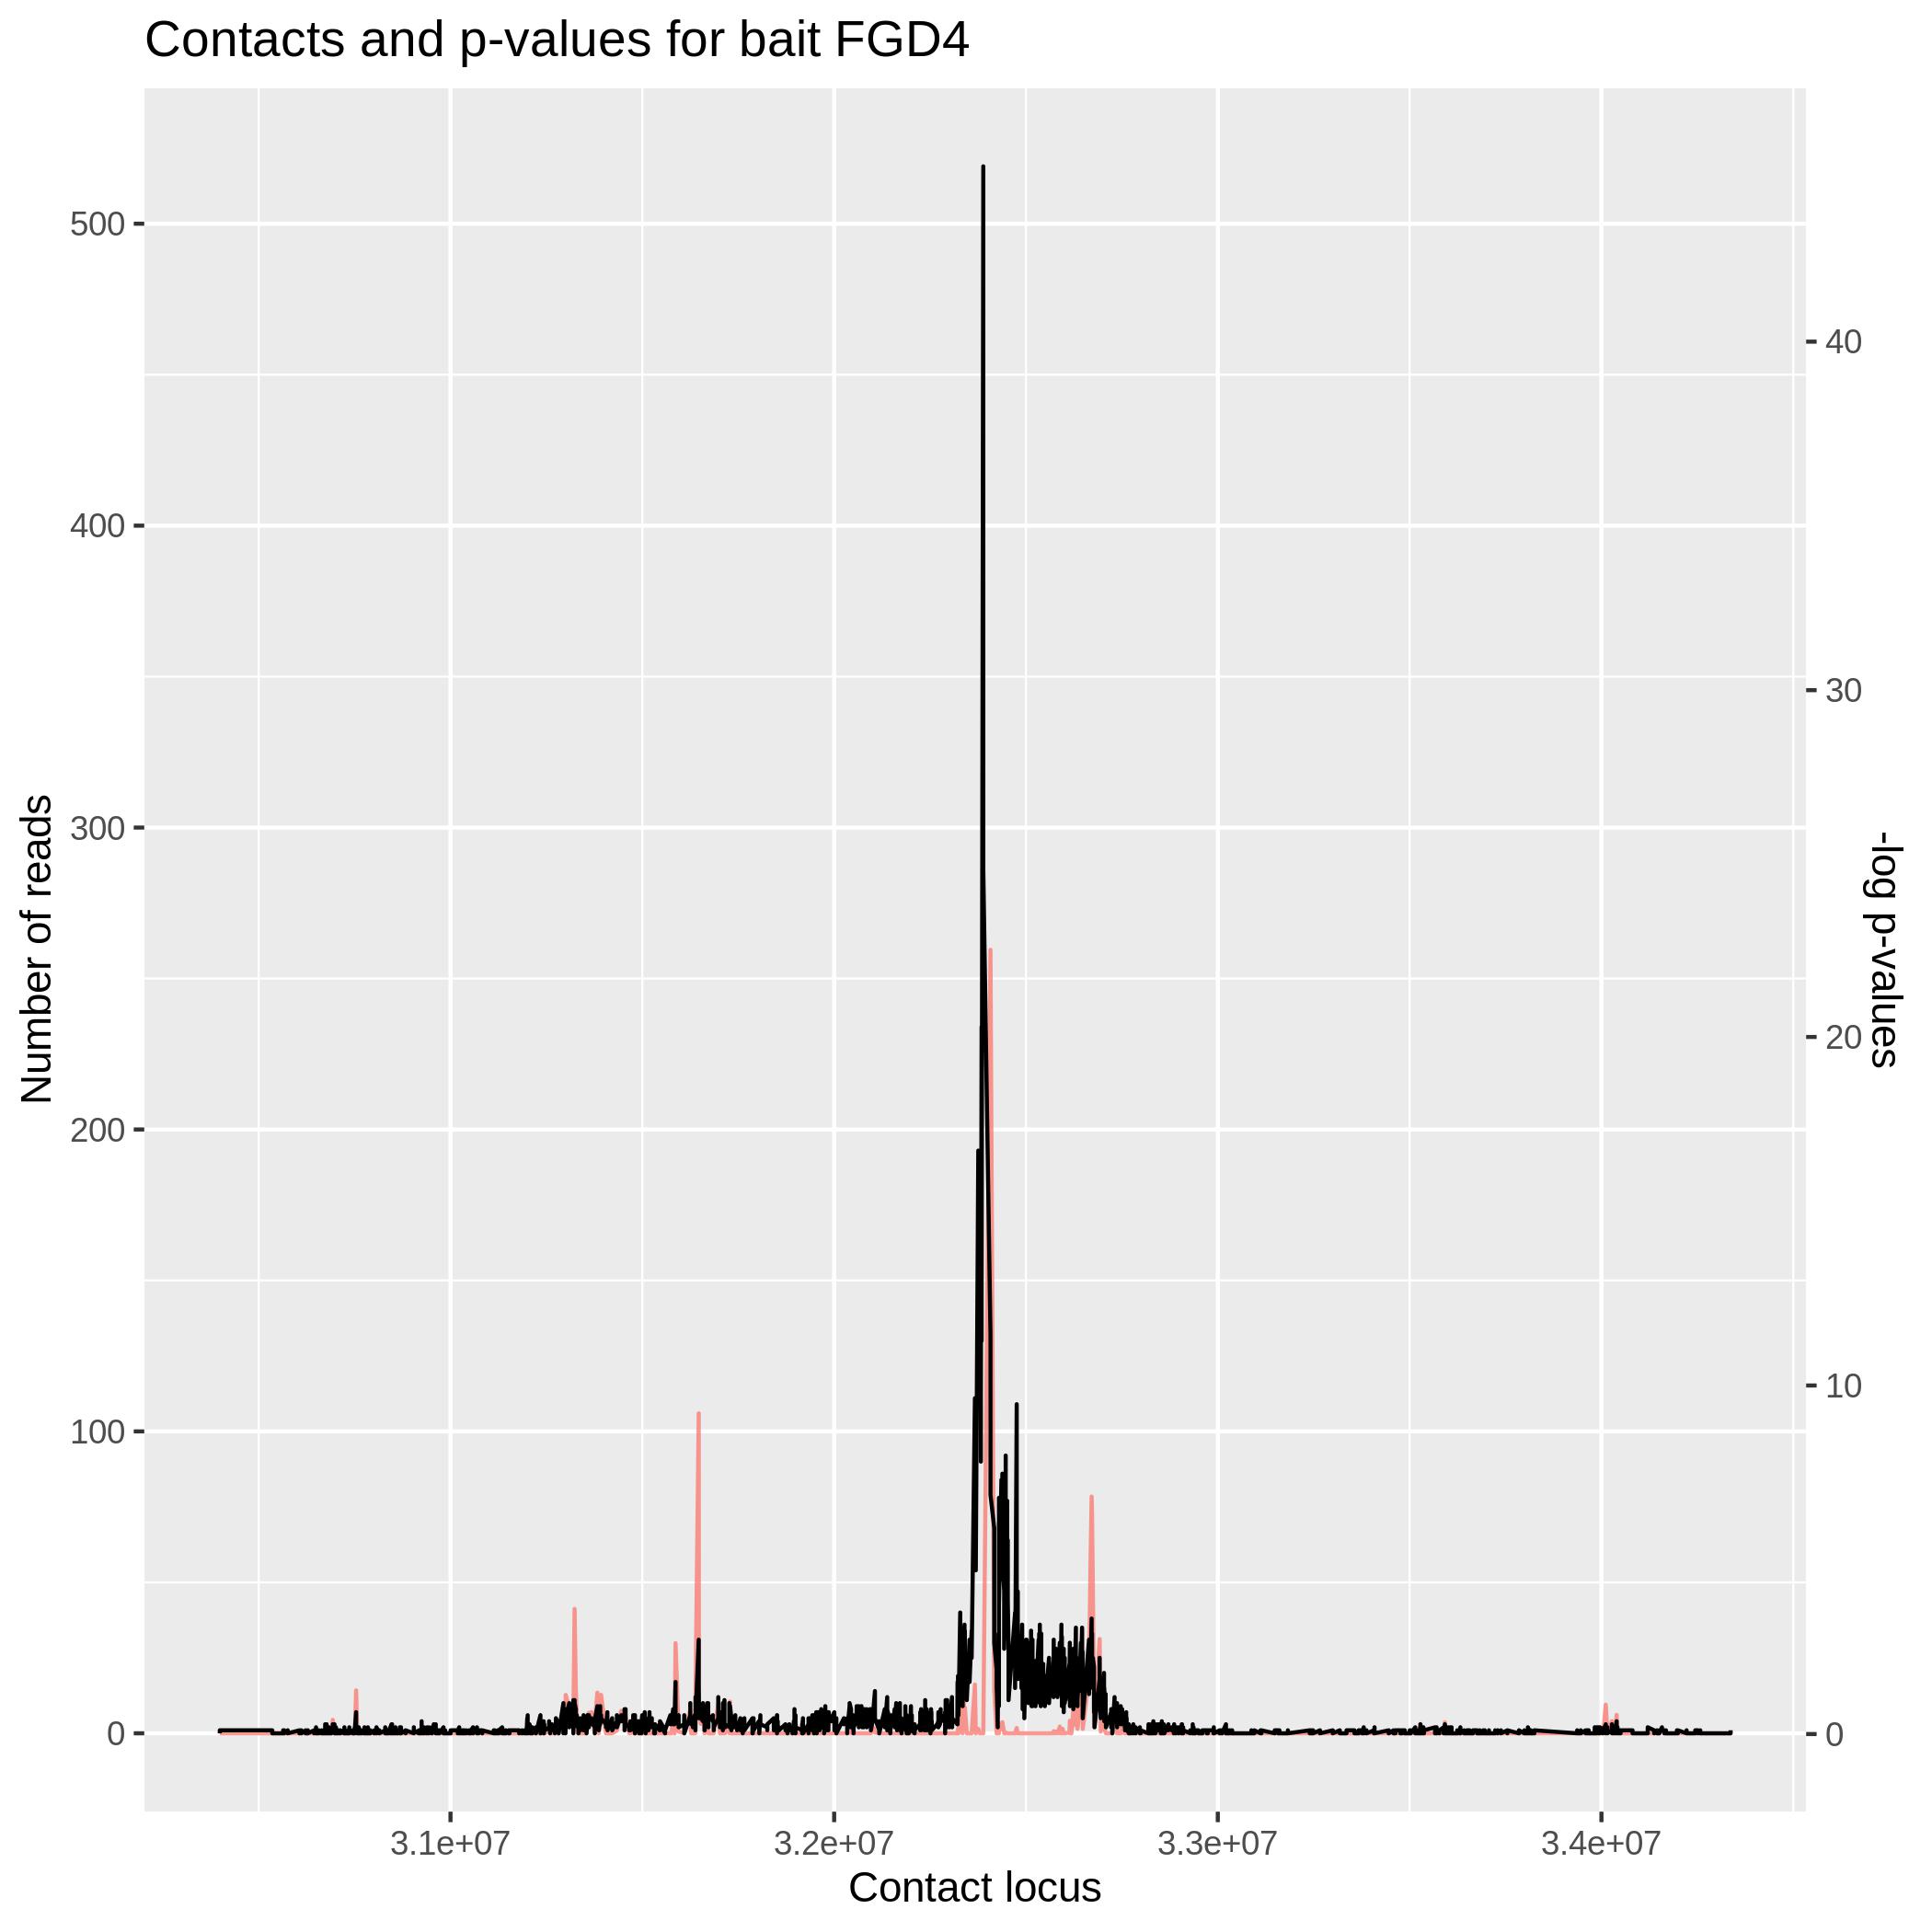 Contacts and p-values for bait FGD4
500
400
300
200
100
0
Number of reads
40
30
20
10
0
-log p-values
3.1e+07 3.2e+07 3.3e+07 3.4e+07
Contact locus